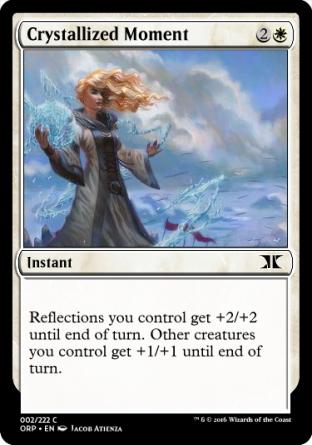 Crystallized Moment 2
Instant
Reflections you control get +2/+2
until end of turn. Other creatures
you control get +1/+1 until end of
turn.
002/222 C
ORP • EN Jacob Atienza
™ & © 2016 Wizards of the Coast